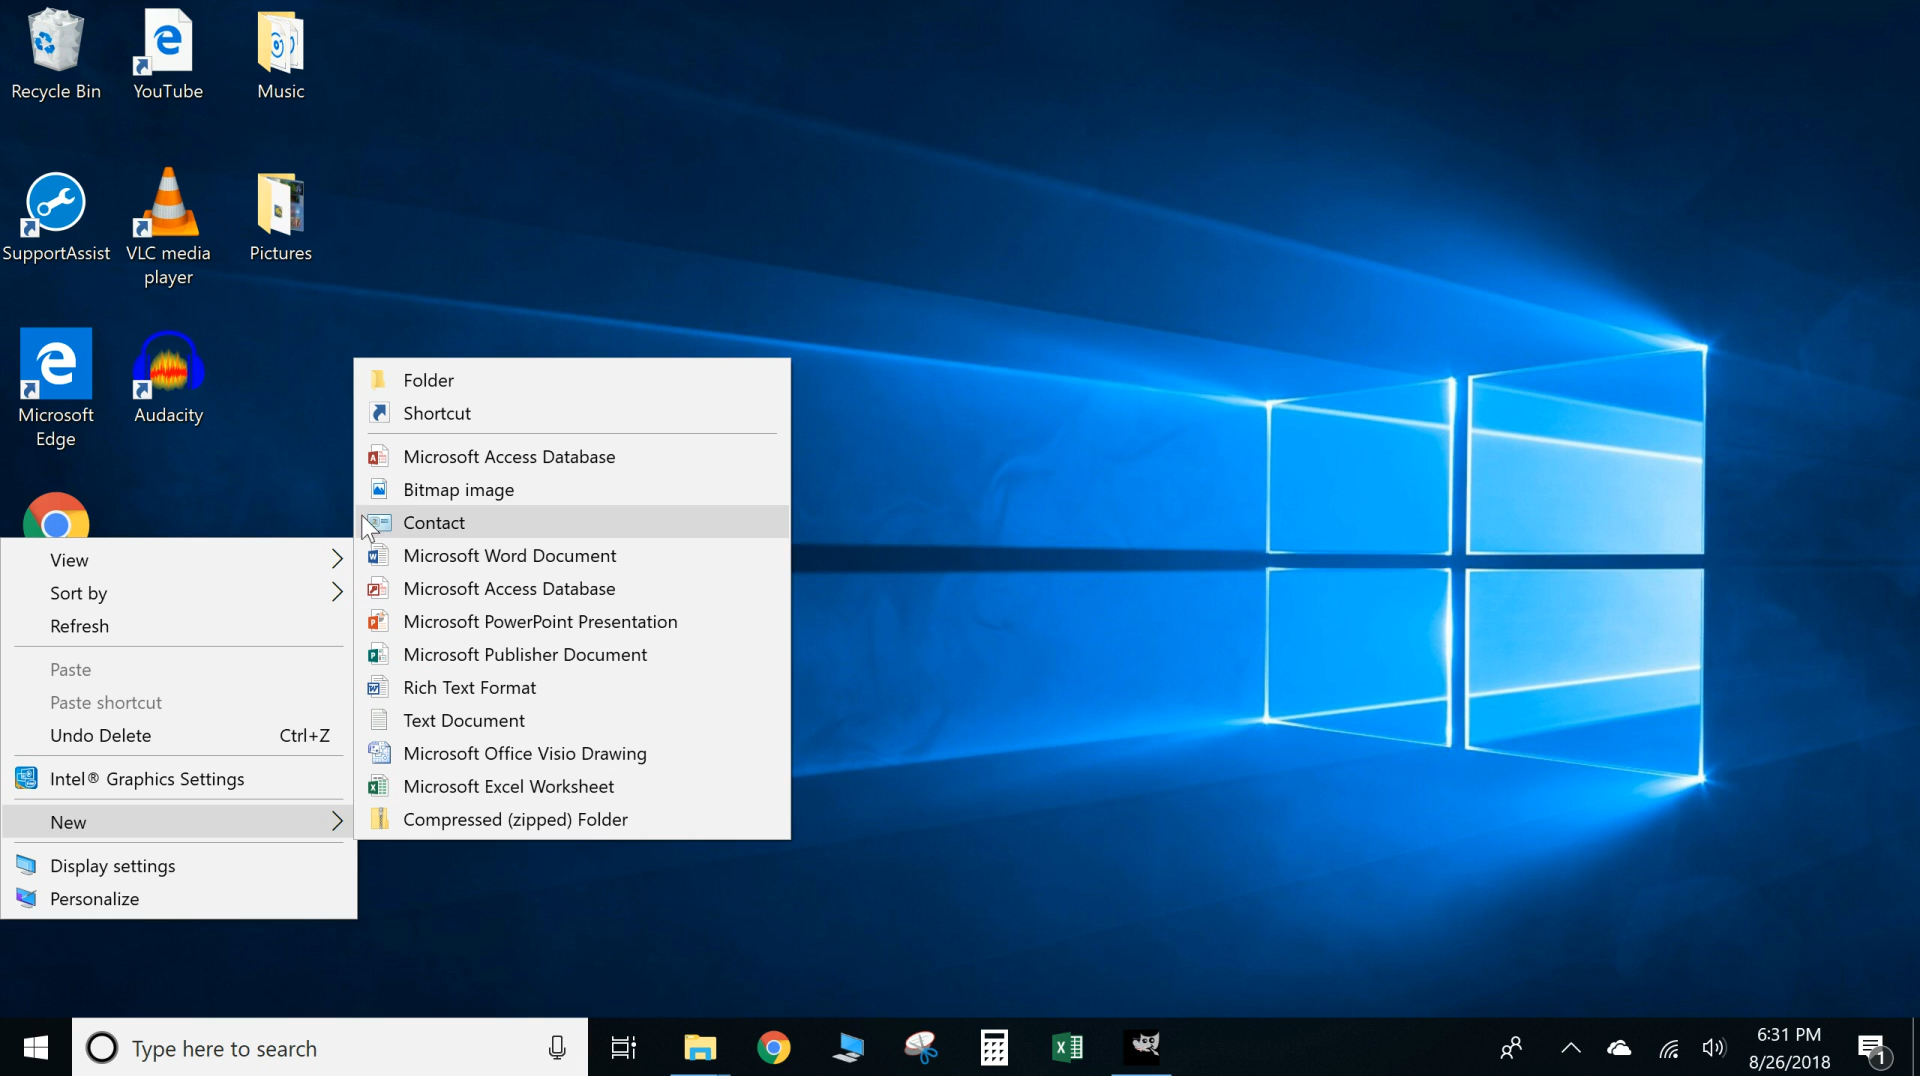 Recycle Bin
YouTube
Music
SupportAssist
VLC media
player
Pictures
Microsoft
Edge
Audacity
View
Sort by
Refresh
Paste
Paste shortcut
Undo Delete Ctrl+Z
Intel® Graphics Settings
New
Display settings
Personalize
Folder
Shortcut
Microsoft Access Database
Bitmap image
Contact
Microsoft Word Document
Microsoft Access Database
Microsoft PowerPoint Presentation
Microsoft Publisher Document
Rich Text Format
Text Document
Microsoft Office Visio Drawing
Microsoft Excel Worksheet
Compressed (zipped) Folder
Type here to search
6:31 PM
8/26/2018
1